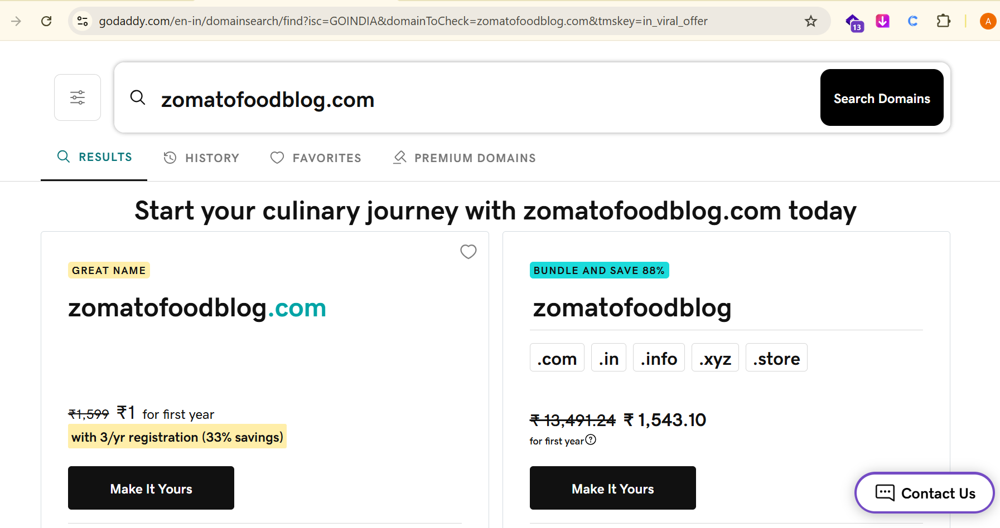 godaddy.com/en-in/domainsearch/find?isc=GOINDIA&domainToCheck=zomatofoodblog.com&tmskey=in_viral_offer
13
C
A
zomatofoodblog.com
Search Domains
RESULTS
HISTORY
FAVORITES
PREMIUM DOMAINS
Start your culinary journey with zomatofoodblog.com today
GREAT NAME
zomatofoodblog.com
₹1,599 ₹1 for first year
with 3/yr registration (33% savings)
Make It Yours
BUNDLE AND SAVE 88%
zomatofoodblog
.com .in .info .xyz .store
₹ 13,491.24 ₹ 1,543.10
for first year ?
Make It Yours
Contact Us